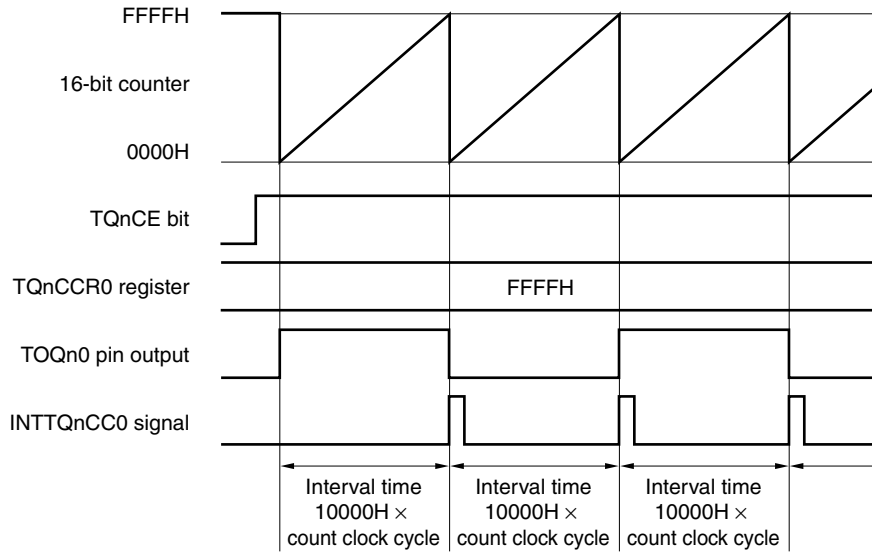 FFFFH
16-bit counter
0000H
TQnCE bit
TQnCCR0 register
FFFFH
TOQn0 pin output
INTTQnCC0 signal
Interval time
10000H ×
count clock cycle
Interval time
10000H ×
count clock cycle
Interval time
10000H ×
count clock cycle